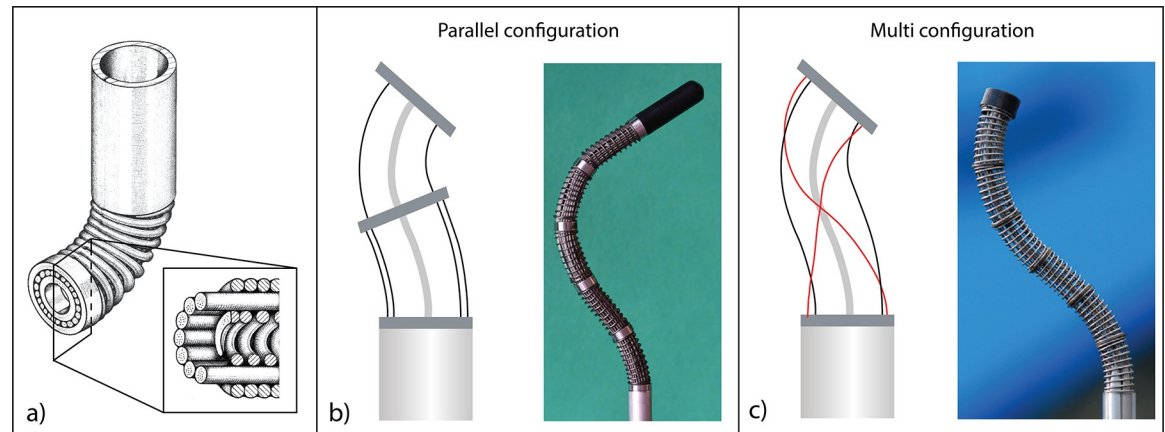 Parallel configuration
Multi configuration
a)
b)
c)